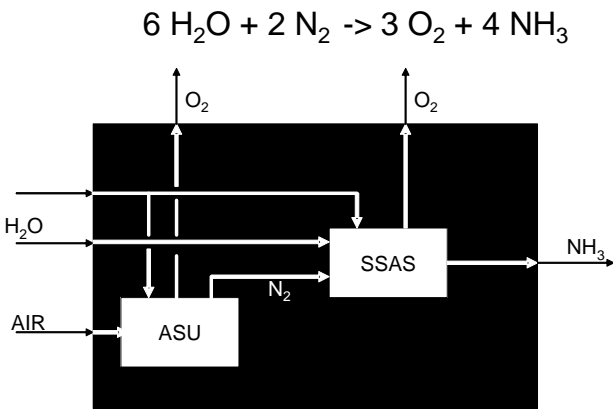 6 H₂O + 2 N₂ -> 3 O₂ + 4 NH₃
O₂
O₂
H₂O
SSAS
NH₃
N₂
AIR
ASU